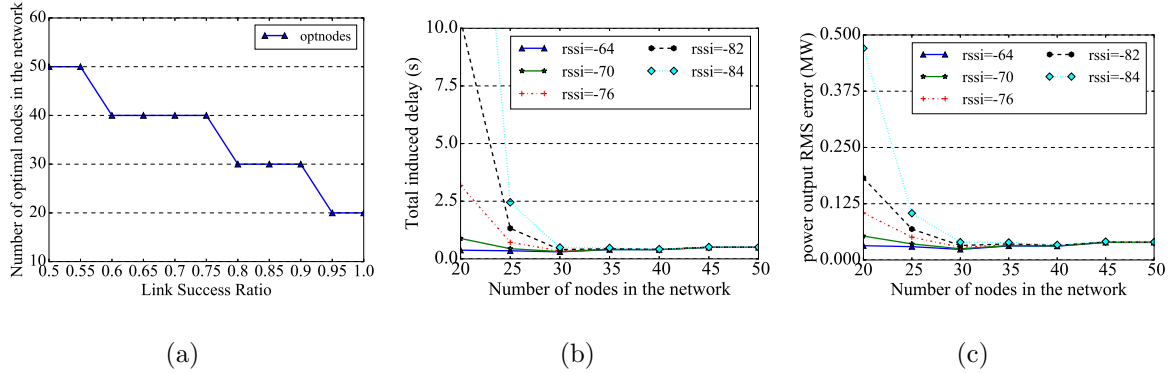 Number of optimal nodes in the network
60
50
40
30
20
10
optnodes
0.5 0.55 0.6 0.65 0.7 0.75 0.8 0.85 0.9 0.95 1.0
Link Success Ratio
(a)
Total induced delay (s)
10.0
7.5
5.0
2.5
0.0
rssi=-64
rssi=-70
rssi=-76
rssi=-82
rssi=-84
20 25 30 35 40 45 50
Number of nodes in the network
(b)
power output RMS error (MW)
0.500
0.375
0.250
0.125
0.000
rssi=-64
rssi=-70
rssi=-76
rssi=-82
rssi=-84
20 25 30 35 40 45 50
Number of nodes in the network
(c)